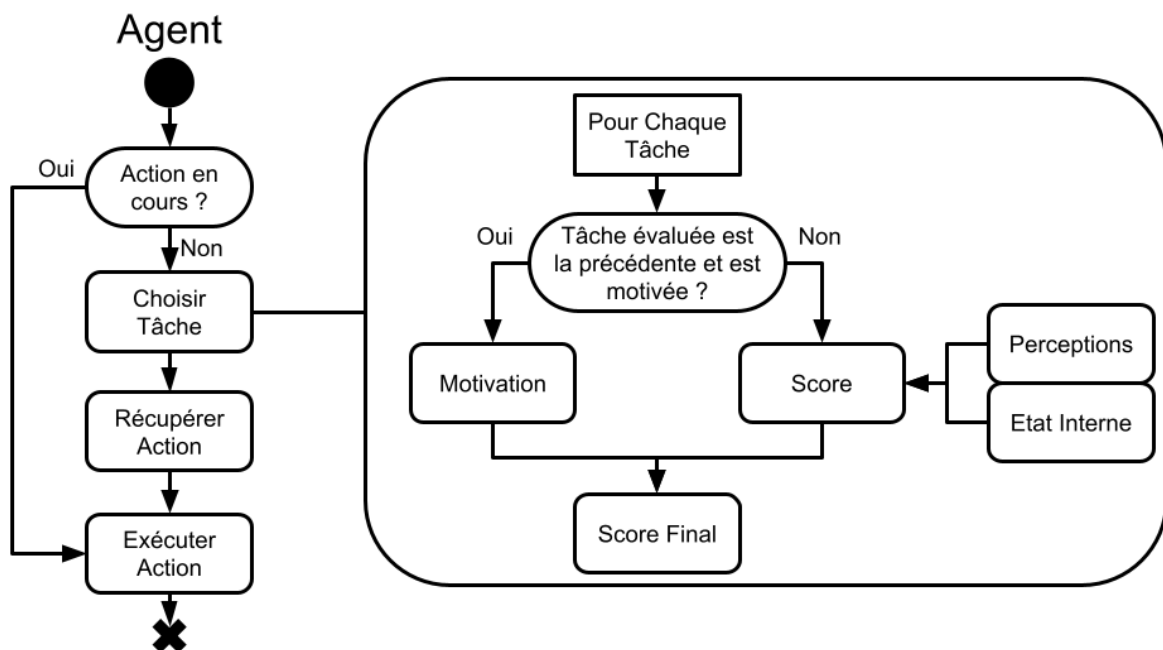 Agent
Oui
Action en
cours ?
Non
Choisir
Tâche
Récupérer
Action
Exécuter
Action
Pour Chaque
Tâche
Oui
Tâche évaluée est
la précédente et est
motivée ?
Non
Motivation
Score
Perceptions
Etat Interne
Score Final